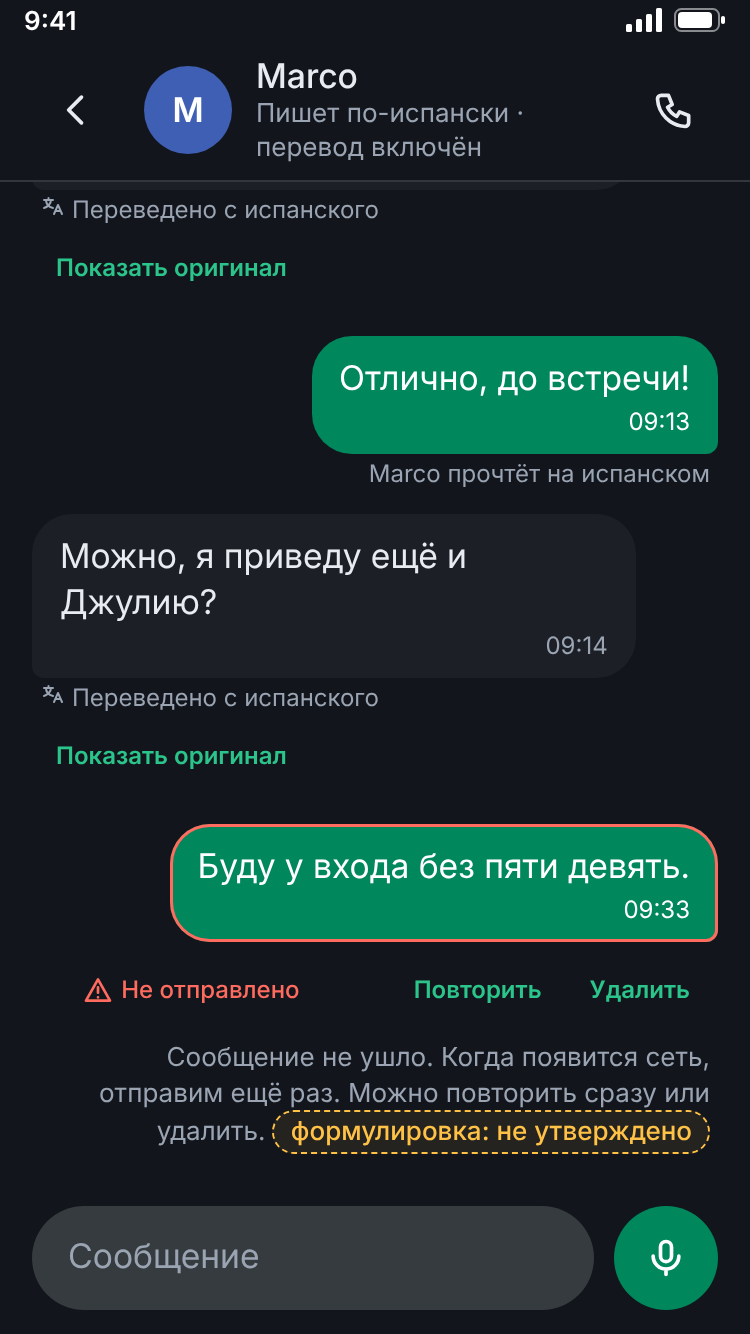 9:41
M
Marco
Пишет по-испански ·
перевод включён
Переведено с испанского
Показать оригинал
Отлично, до встречи!
09:13
Marco прочтёт на испанском
Можно, я приведу ещё и
Джулию?
09:14
Переведено с испанского
Показать оригинал
Буду у входа без пяти девять.
09:33
Не отправлено Повторить Удалить
Сообщение не ушло. Когда появится сеть,
отправим ещё раз. Можно повторить сразу или
удалить. формулировка: не утверждено
Сообщение